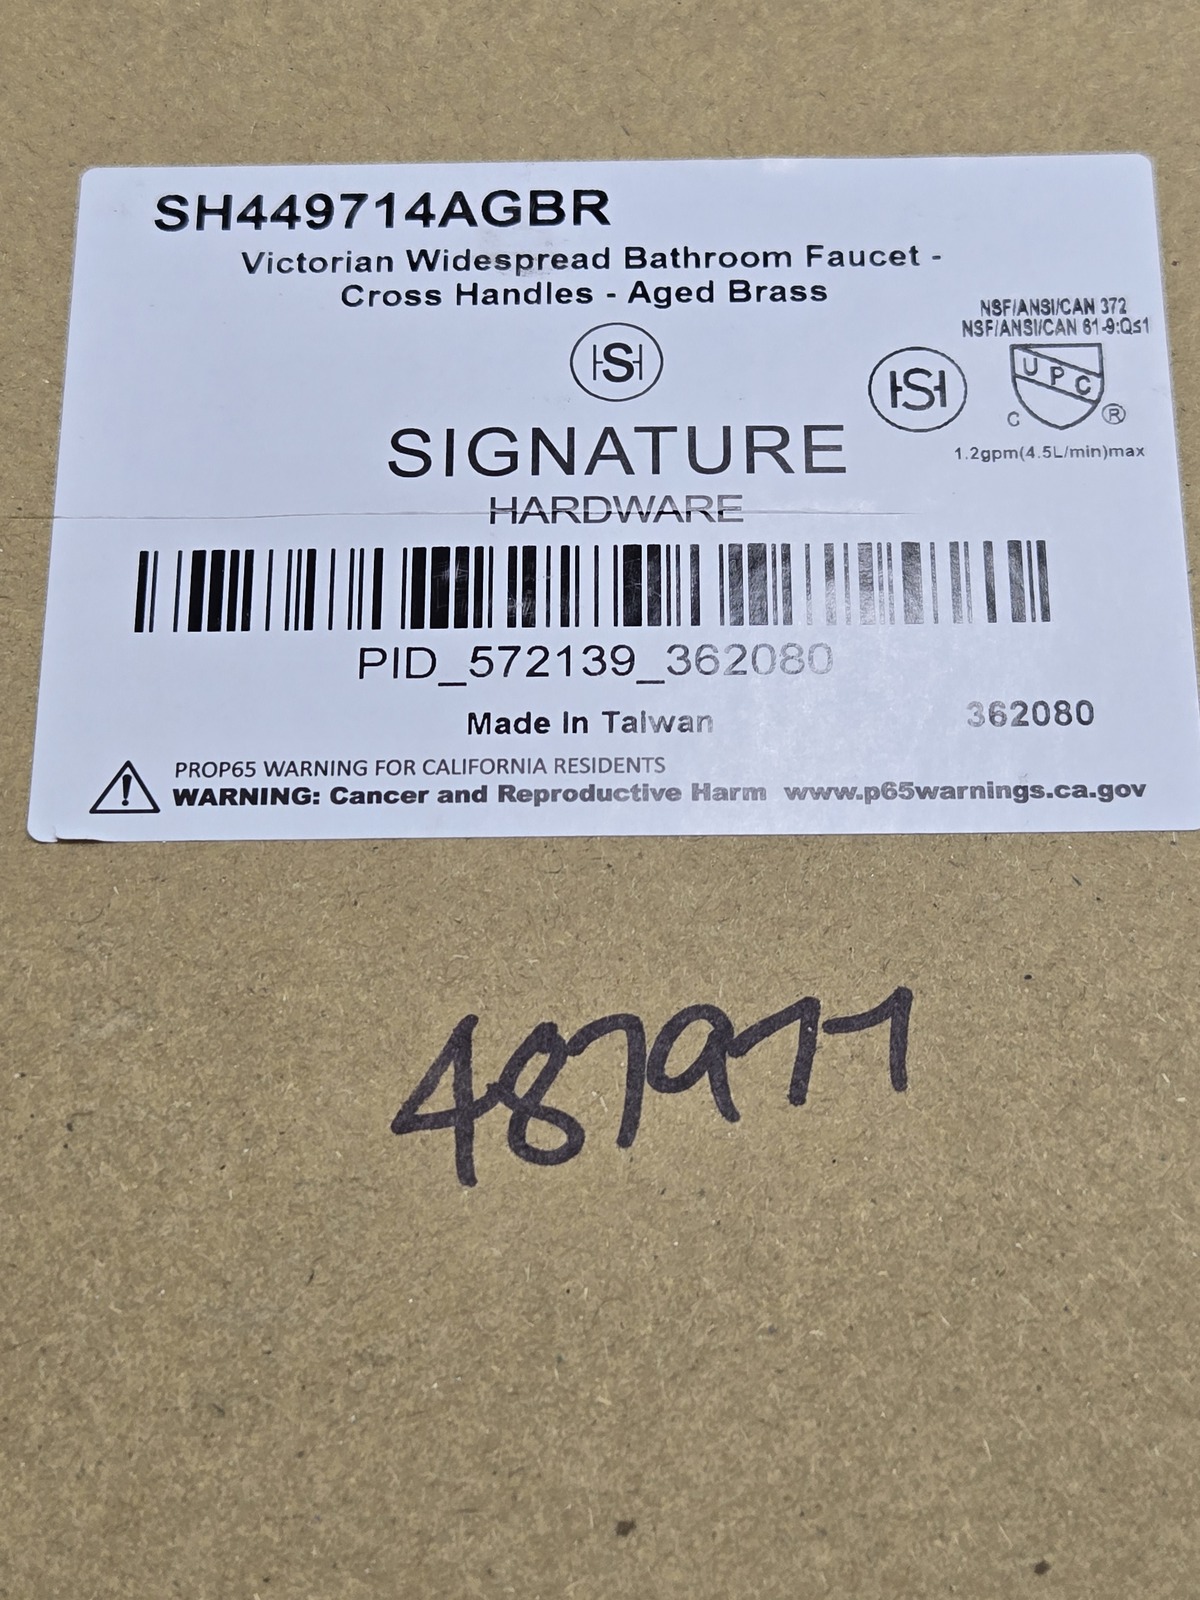 SH449714AGBR
Victorian Widespread Bathroom Faucet -
Cross Handles - Aged Brass
NSF/ANSI/CAN 372
NSF/ANSI/CAN 61-9:Q≤1
HSH
HSH
UPC
C ®
SIGNATURE
1.2gpm(4.5L/min)max
HARDWARE
PID_572139_362080
Made In Taiwan
362080
PROP65 WARNING FOR CALIFORNIA RESIDENTS
WARNING: Cancer and Reproductive Harm www.p65warnings.ca.gov
487977